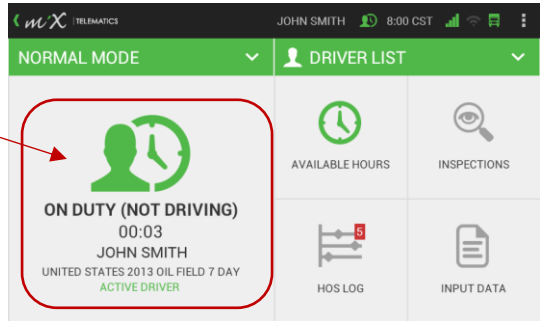 miX TELEMATICS JOHN SMITH 8:00 CST
NORMAL MODE
DRIVER LIST
ON DUTY (NOT DRIVING)
00:03
JOHN SMITH
UNITED STATES 2013 OIL FIELD 7 DAY
ACTIVE DRIVER
AVAILABLE HOURS
INSPECTIONS
5
HOS LOG
INPUT DATA